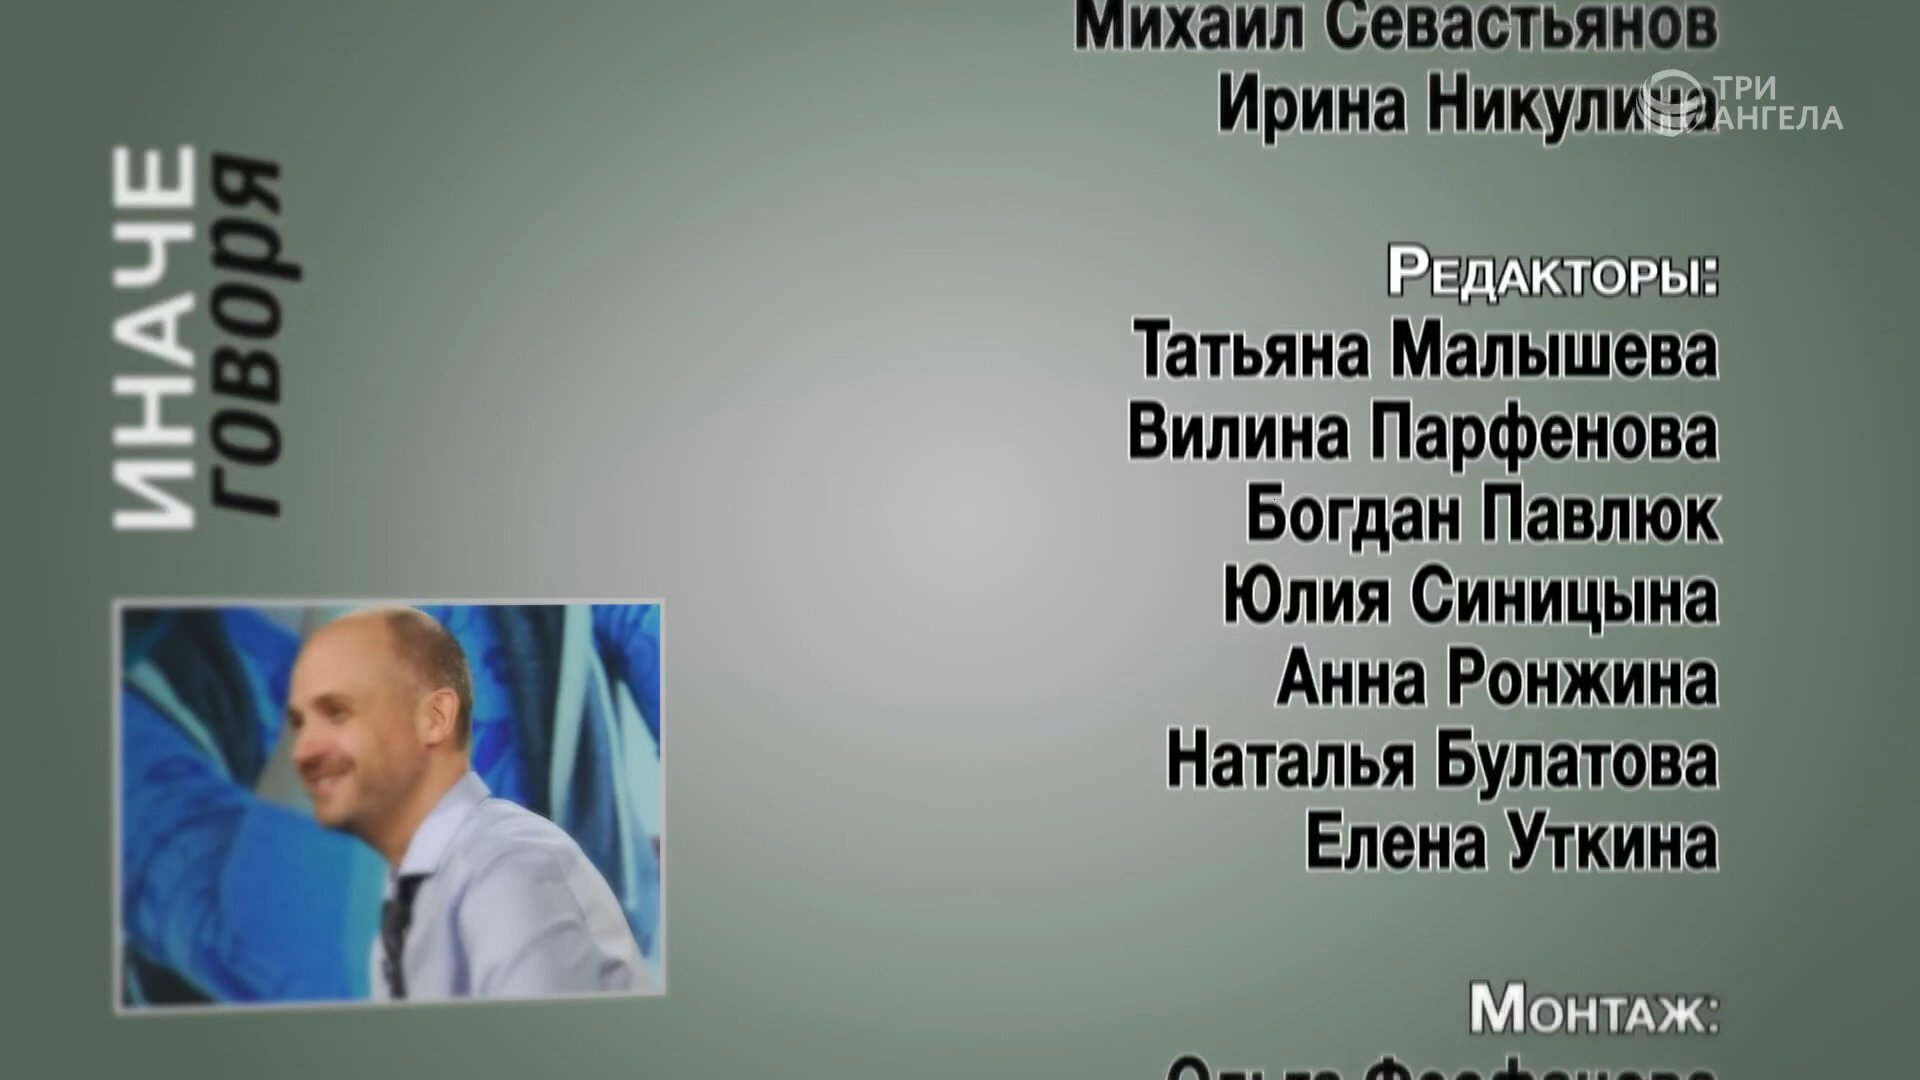 Михаил Севастьянов
Ирина Никулина
ТРИ
АНГЕЛА
ИНАЧЕ
говоря
Редакторы:
Татьяна Малышева
Вилина Парфенова
Богдан Павлюк
Юлия Синицына
Анна Ронжина
Наталья Булатова
Елена Уткина
Монтаж:
Ольга